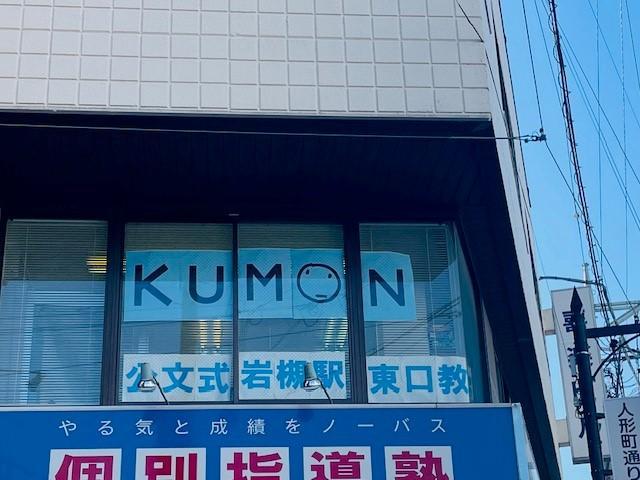 KUMON
公文式岩槻駅東口教
やる気と成績をノーバス
個別指導塾
人形町通り